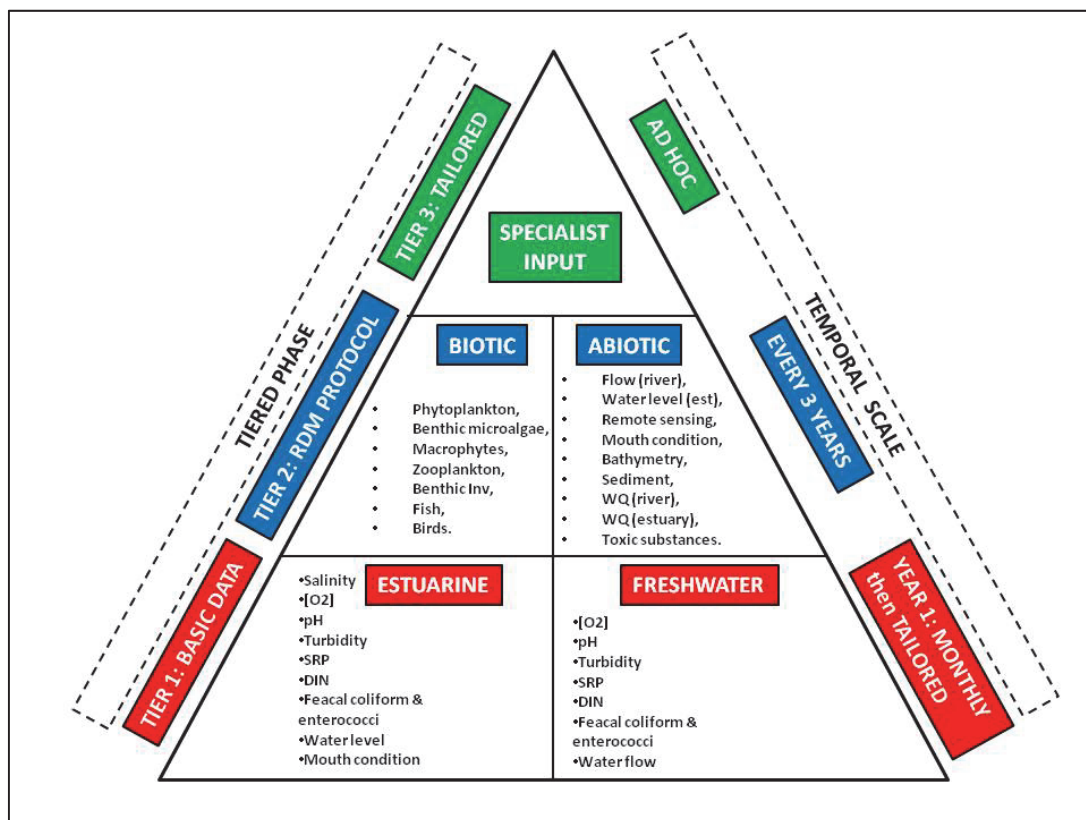 TIERED PHASE
TIER 3: TAILORED
TIER 2: RDM PROTOCOL
TIER 1: BASIC DATA
SPECIALIST
INPUT
BIOTIC
• Phytoplankton,
• Benthic microalgae,
• Macrophytes,
• Zooplankton,
• Benthic Inv,
• Fish,
• Birds.
ABIOTIC
• Flow (river),
• Water level (est),
• Remote sensing,
• Mouth condition,
• Bathymetry,
• Sediment,
• WQ (river),
• WQ (estuary),
• Toxic substances.
ESTUARINE
•Salinity
•[O2]
•pH
•Turbidity
•SRP
•DIN
•Feacal coliform &
enterococci
•Water level
•Mouth condition
FRESHWATER
•[O2]
•pH
•Turbidity
•SRP
•DIN
•Feacal coliform &
enterococci
•Water flow
TEMPORAL SCALE
AD HOC
EVERY 3 YEARS
YEAR 1: MONTHLY
then TAILORED